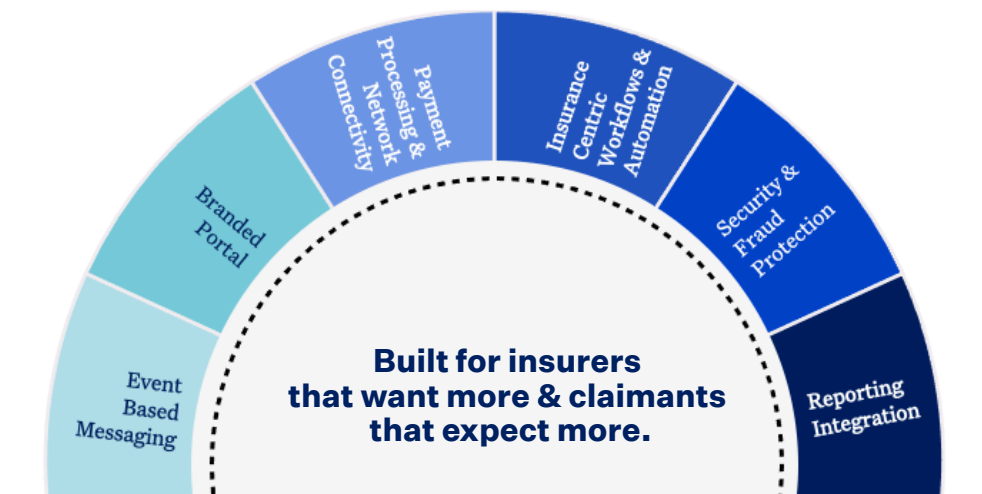 Event
Based
Messaging
Branded
Portal
Payment
Processing &
Network
Connectivity
Insurance
Centric
Workflows &
Automation
Security &
Fraud
Protection
Reporting
Integration
Built for insurers
that want more & claimants
that expect more.